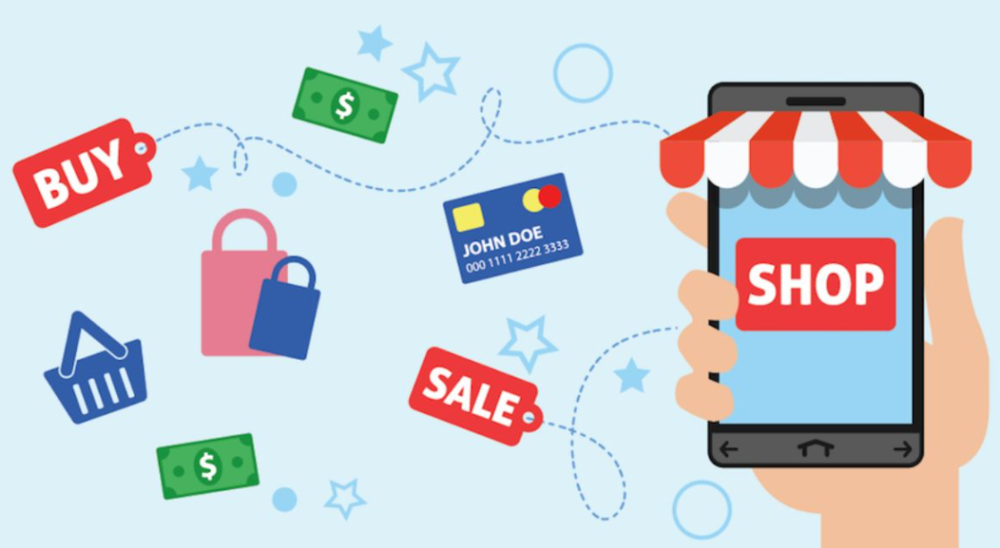 $
BUY
JOHN DOE
000 1111 2222 3333
SHOP
SALE
$